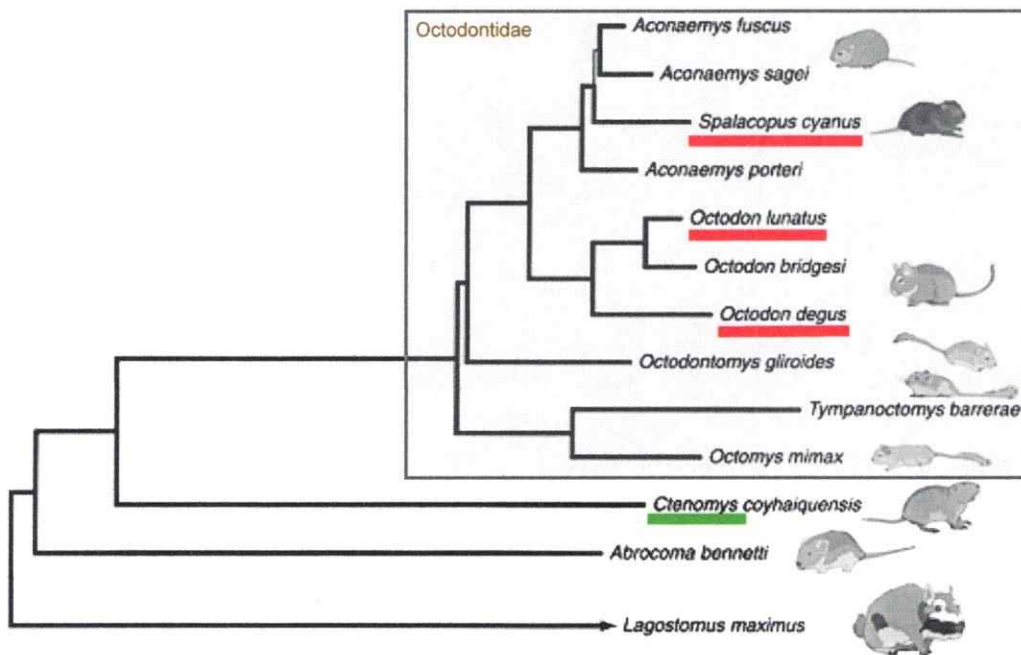 Octodontidae
Aconaemys fuscus
Aconaemys sagei
Spalacopus cyanus
Aconaemys porteri
Octodon lunatus
Octodon bridgesi
Octodon degus
Octodontomys gliroides
Tympanoctomys barrerae
Octomys mimax
Ctenomys coyhaiquensis
Abrocoma bennetti
Lagostomus maximus